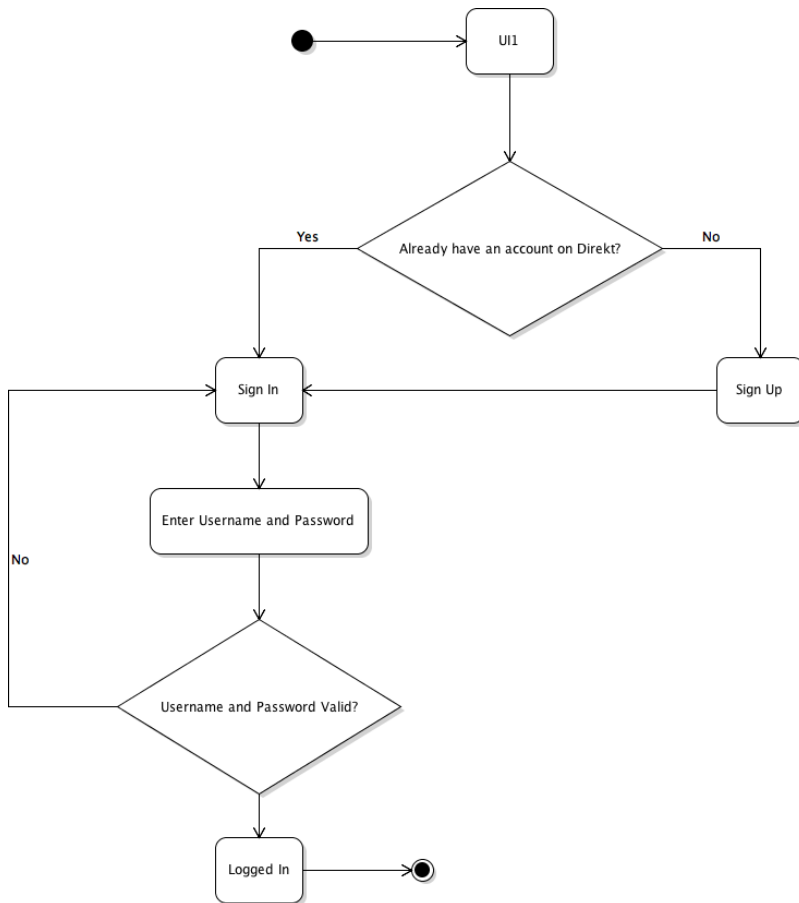 UI1
Already have an account on Direkt?
Yes
No
Sign In
Sign Up
Enter Username and Password
No
Username and Password Valid?
Logged In